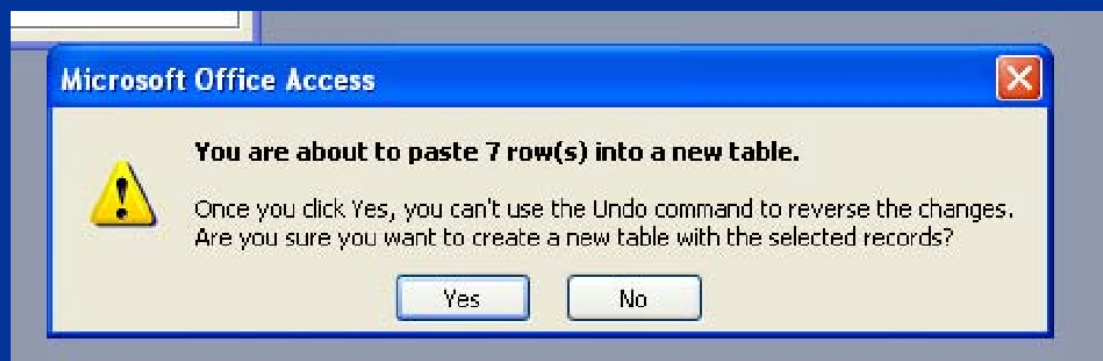 Microsoft Office Access
You are about to paste 7 row(s) into a new table.
Once you click Yes, you can't use the Undo command to reverse the changes.
Are you sure you want to create a new table with the selected records?
Yes No